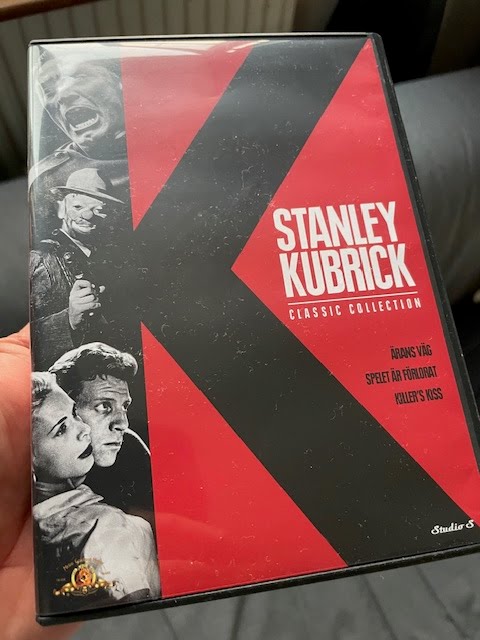 STANLEY
KUBRICK
CLASSIC COLLECTION
ÄRANS VÄG
SPELET ÄR FÖRLORAT
KILLER'S KISS
Studio S